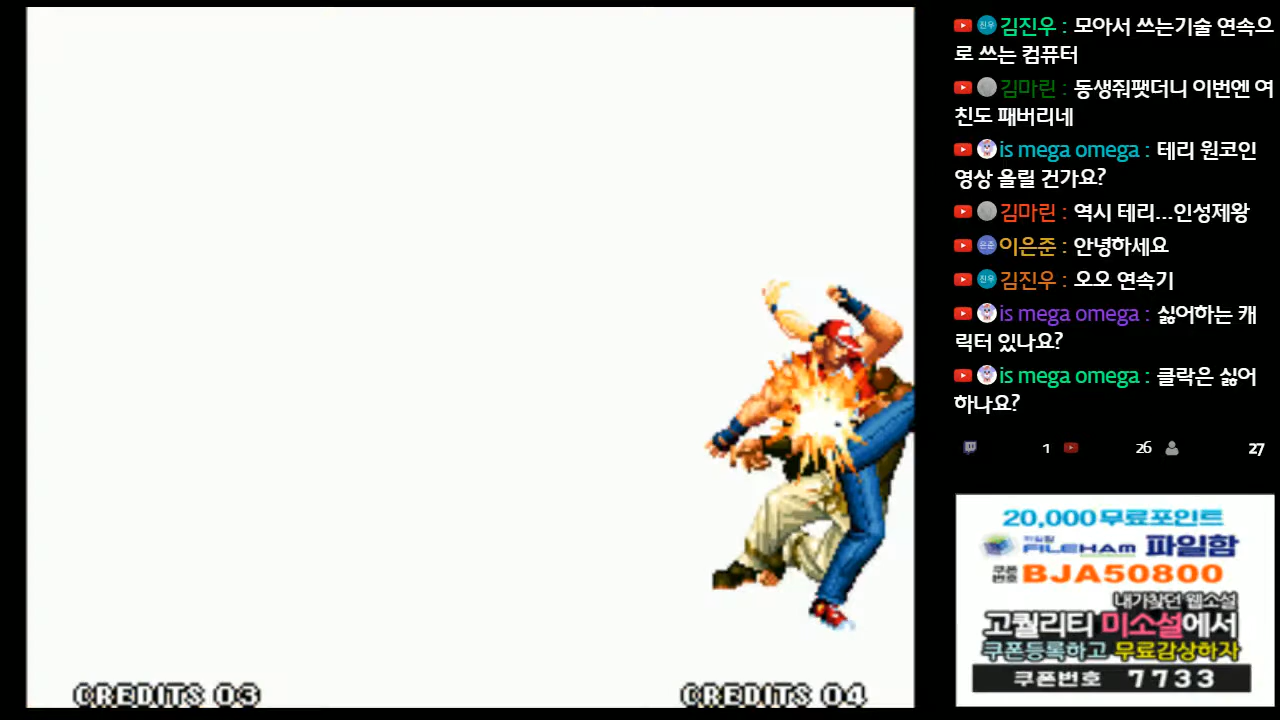 김진우 : 모아서 쓰는기술 연속으
로 쓰는 컴퓨터
김마린 : 동생줘팻더니 이번엔 여
친도 패버리네
is mega omega : 테리 원코인
영상 올릴 건가요?
김마린 : 역시 테리...인성제왕
이은준 : 안녕하세요
김진우 : 오오 연속기
is mega omega : 싫어하는 캐
릭터 있나요?
is mega omega : 클락은 싫어
하나요?
1 26 27
20,000무료포인트
파일함 FILEHAM 파일함
쿠폰번호 BJA50800
내가찾던 웹소설
고퀄리티 미소설에서
쿠폰등록하고 무료감상하자
쿠폰번호 7733
CREDITS 03 CREDITS 04